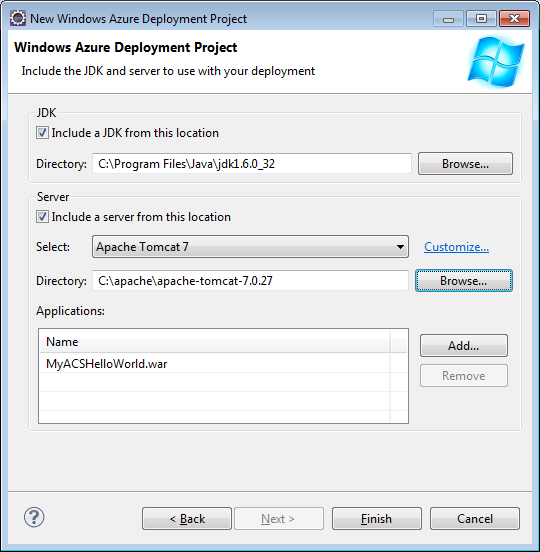 New Windows Azure Deployment Project
Windows Azure Deployment Project
Include the JDK and server to use with your deployment
JDK
Include a JDK from this location
Directory: C:\Program Files\Java\jdk1.6.0_32 Browse...
Server
Include a server from this location
Select: Apache Tomcat 7 Customize...
Directory: C:\apache\apache-tomcat-7.0.27 Browse...
Applications:
Name
Add...
MyACSHelloWorld.war
Remove
? < Back Next > Finish Cancel